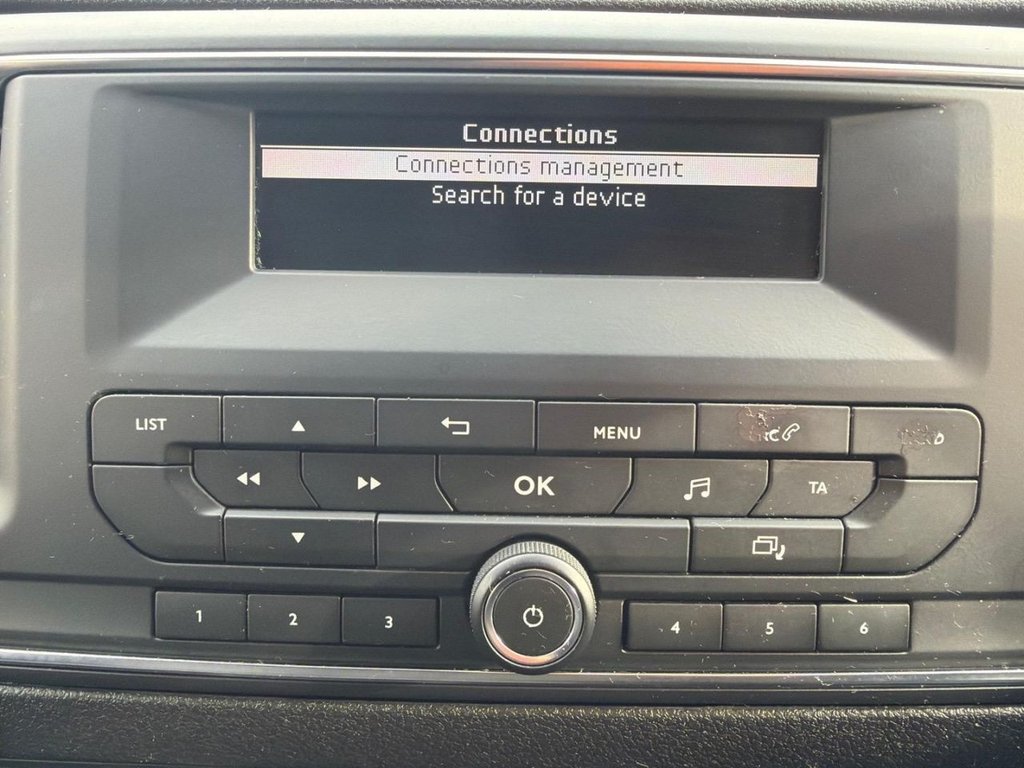 Connections
Connections management
Search for a device
LIST
MENU
OK
TA
1
2
3
4
5
6